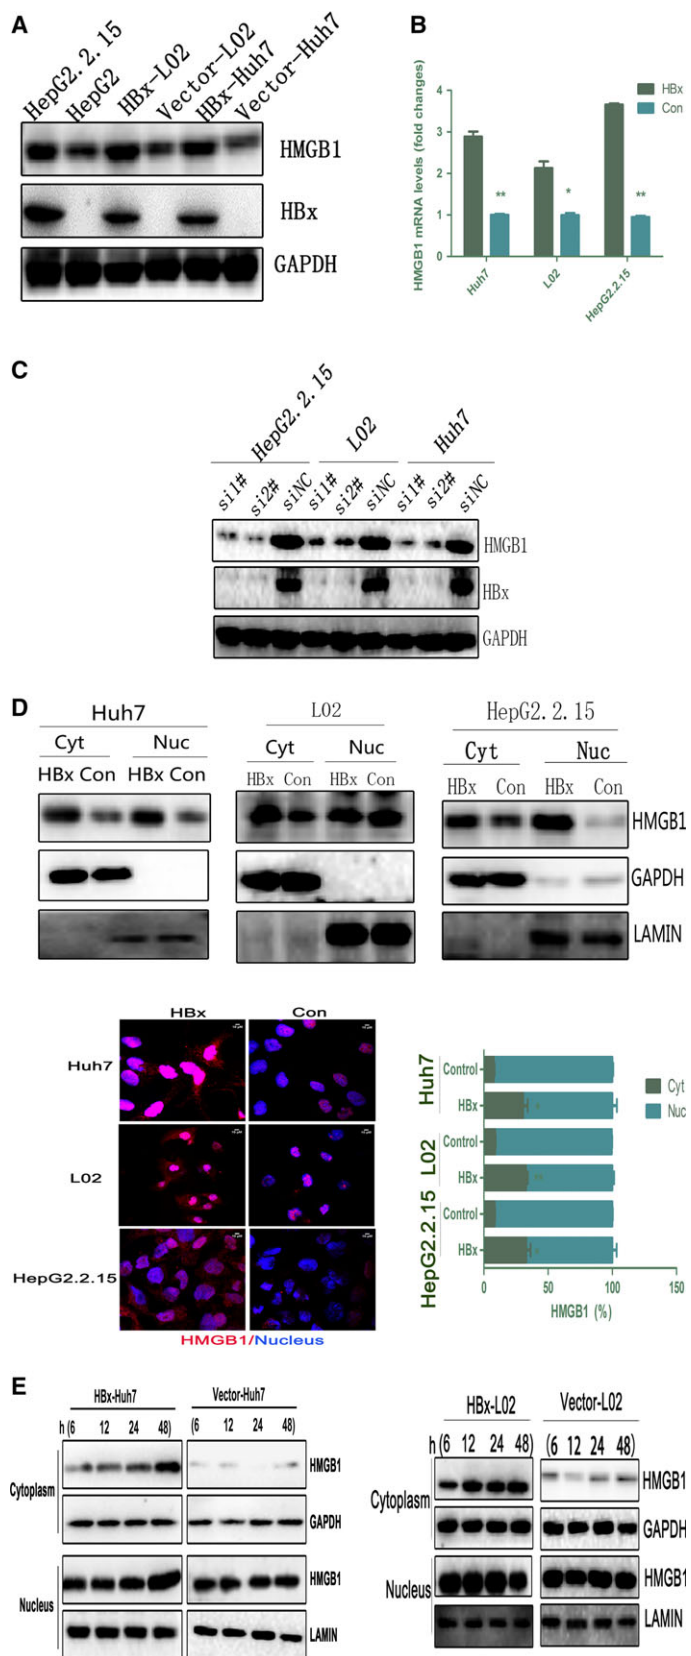 A
HepG2.2.15
HepG2
HBx-L02
Vector-L02
HBx-Huh7
Vector-Huh7
HMGB1
HBx
GAPDH
B
HMGB1 mRNA levels (fold changes)
4
3
2
1
0
** * **
Huh7
L02
HepG2.2.15
HBx
Con
C
HepG2.2.15 L02 Huh7
si1# si2# siNC si1# si2# siNC si1# si2# siNC
HMGB1
HBx
GAPDH
D
Huh7
Cyt Nuc
HBx Con HBx Con
L02
Cyt Nuc
HBx Con HBx Con
HepG2.2.15
Cyt Nuc
HBx Con HBx Con
HMGB1
GAPDH
LAMIN
HBx Con
Huh7
L02
HepG2.2.15
HMGB1/Nucleus
Huh7
Control
HBx
L02
Control
HBx
HepG2.2.15
Control
HBx
0 50 100 150
HMGB1 (%)
Cyt
Nuc
E
HBx-Huh7 Vector-Huh7
h (6 12 24 48) (6 12 24 48)
Cytoplasm
HMGB1
GAPDH
Nucleus
HMGB1
LAMIN
HBx-L02 Vector-L02
h (6 12 24 48) (6 12 24 48)
Cytoplasm
HMGB1
GAPDH
Nucleus
HMGB1
LAMIN